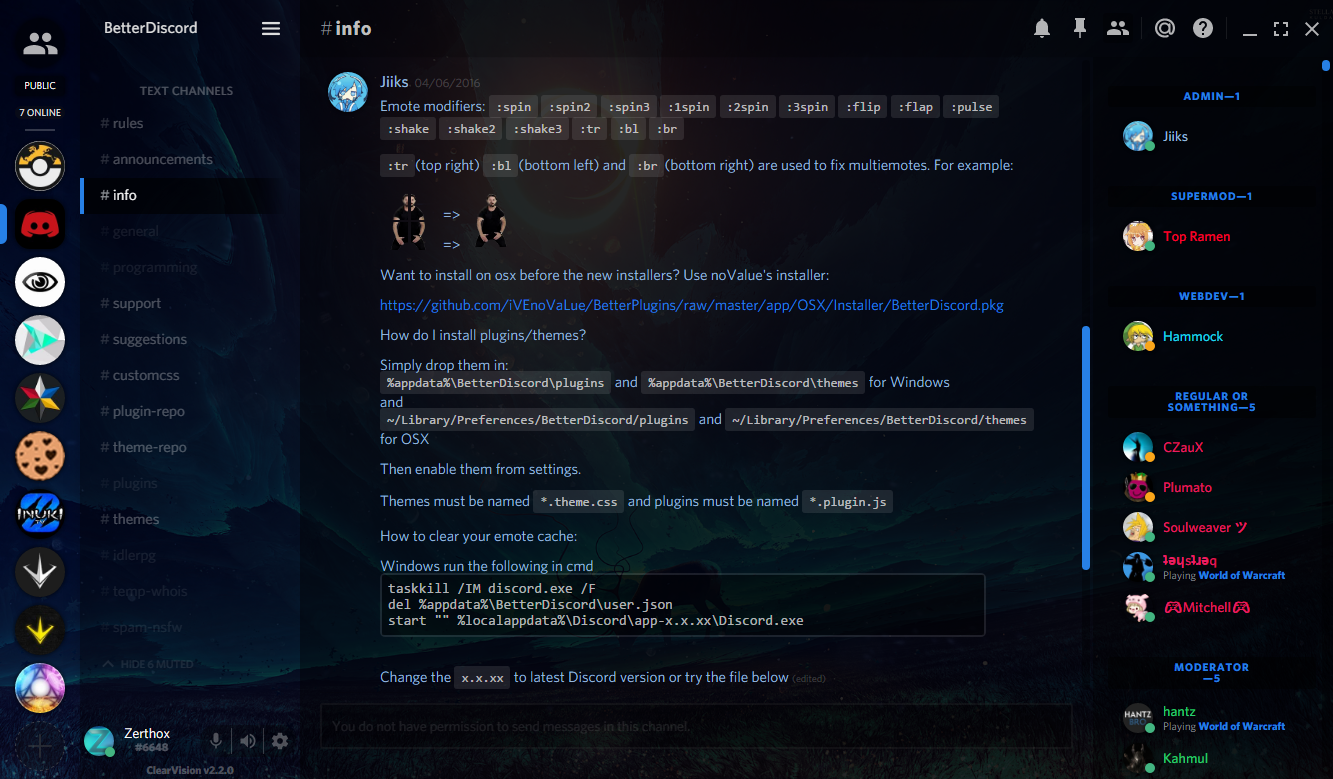 PUBLIC
7 ONLINE
INUKI
BetterDiscord
TEXT CHANNELS
# rules
# announcements
# info
# general
# programming
# support
# suggestions
# customcss
# plugin-repo
# theme-repo
# plugins
# themes
# idlerpg
# temp-whois
# spam-nsfw
HIDE 6 MUTED
Zerthox
#6648
ClearVision v2.2.0
# info
Jiiks 04/06/2016
Emote modifiers: :spin :spin2 :spin3 :1spin :2spin :3spin :flip :flap :pulse
:shake :shake2 :shake3 :tr :bl :br
:tr (top right) :bl (bottom left) and :br (bottom right) are used to fix multiemotes. For example:
=>
=>
Want to install on osx before the new installers? Use noValue's installer:
https://github.com/iVEnoVaLue/BetterPlugins/raw/master/app/OSX/Installer/BetterDiscord.pkg
How do I install plugins/themes?
Simply drop them in:
%appdata%\BetterDiscord\plugins and %appdata%\BetterDiscord\themes for Windows
and
~/Library/Preferences/BetterDiscord/plugins and ~/Library/Preferences/BetterDiscord/themes
for OSX
Then enable them from settings.
Themes must be named *.theme.css and plugins must be named *.plugin.js
How to clear your emote cache:
Windows run the following in cmd
taskkill /IM discord.exe /F
del %appdata%\BetterDiscord\user.json
start "" %localappdata%\Discord\app-x.x.xx\Discord.exe
Change the x.x.xx to latest Discord version or try the file below (edited)
You do not have permission to send messages in this channel.
ADMIN—1
Jiiks
SUPERMOD—1
Top Ramen
WEBDEV—1
Hammock
REGULAR OR
SOMETHING—5
CZauX
Plumato
Soulweaver ツ
Playing World of Warcraft
Mitchell
MODERATOR
—5
HANTZ
BRO
hantz
Playing World of Warcraft
Kahmul